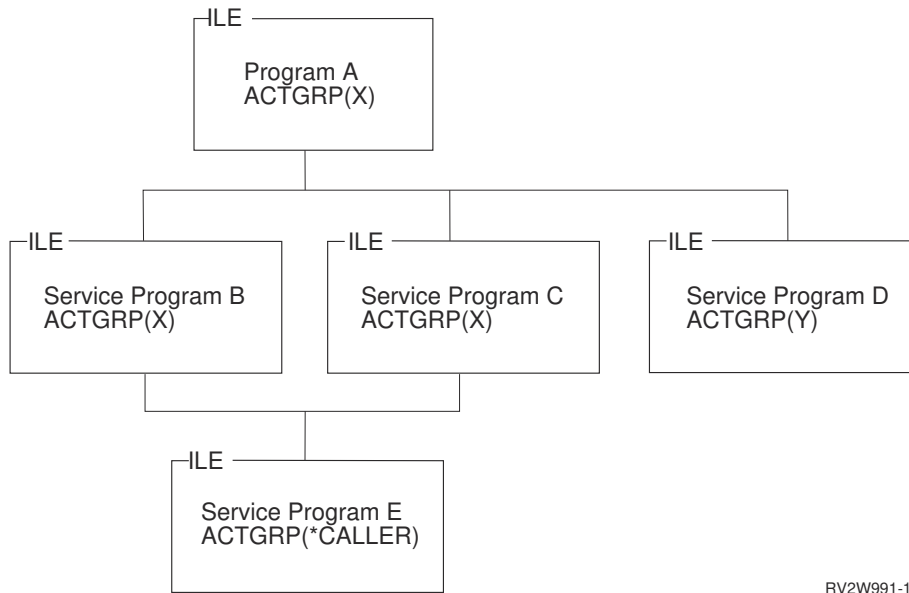 ILE
Program A
ACTGRP(X)
ILE
Service Program B
ACTGRP(X)
ILE
Service Program C
ACTGRP(X)
ILE
Service Program D
ACTGRP(Y)
ILE
Service Program E
ACTGRP(*CALLER)
RV2W991-1